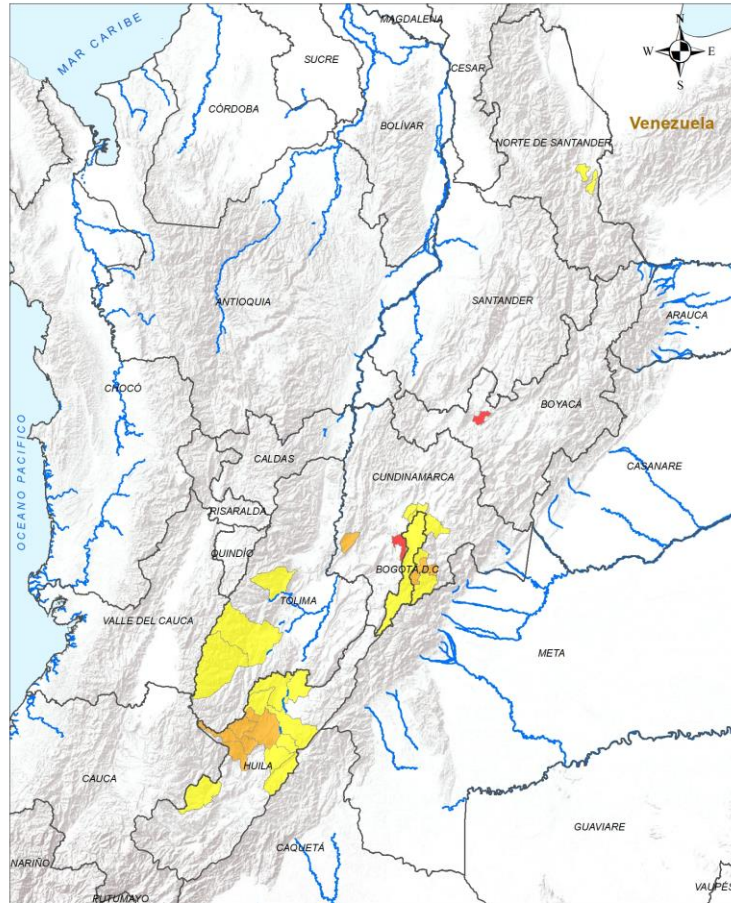 MAGDALENA
N
W E
S
MAR CARIBE
SUCRE
CESAR
CÓRDOBA
BOLÍVAR
Venezuela
NORTE DE SANTANDER
ANTIOQUIA
SANTANDER
ARAUCA
CHOCÓ
BOYACÁ
CALDAS
CUNDINAMARCA
CASANARE
OCEANO PACIFICO
RISARALDA
QUINDÍO
BOGOTÁ, D.C
TOLIMA
VALLE DEL CAUCA
META
HUILA
CAUCA
GUAVIARE
CAQUETÁ
NARIÑO
PUTUMAYO
VAUPÉS